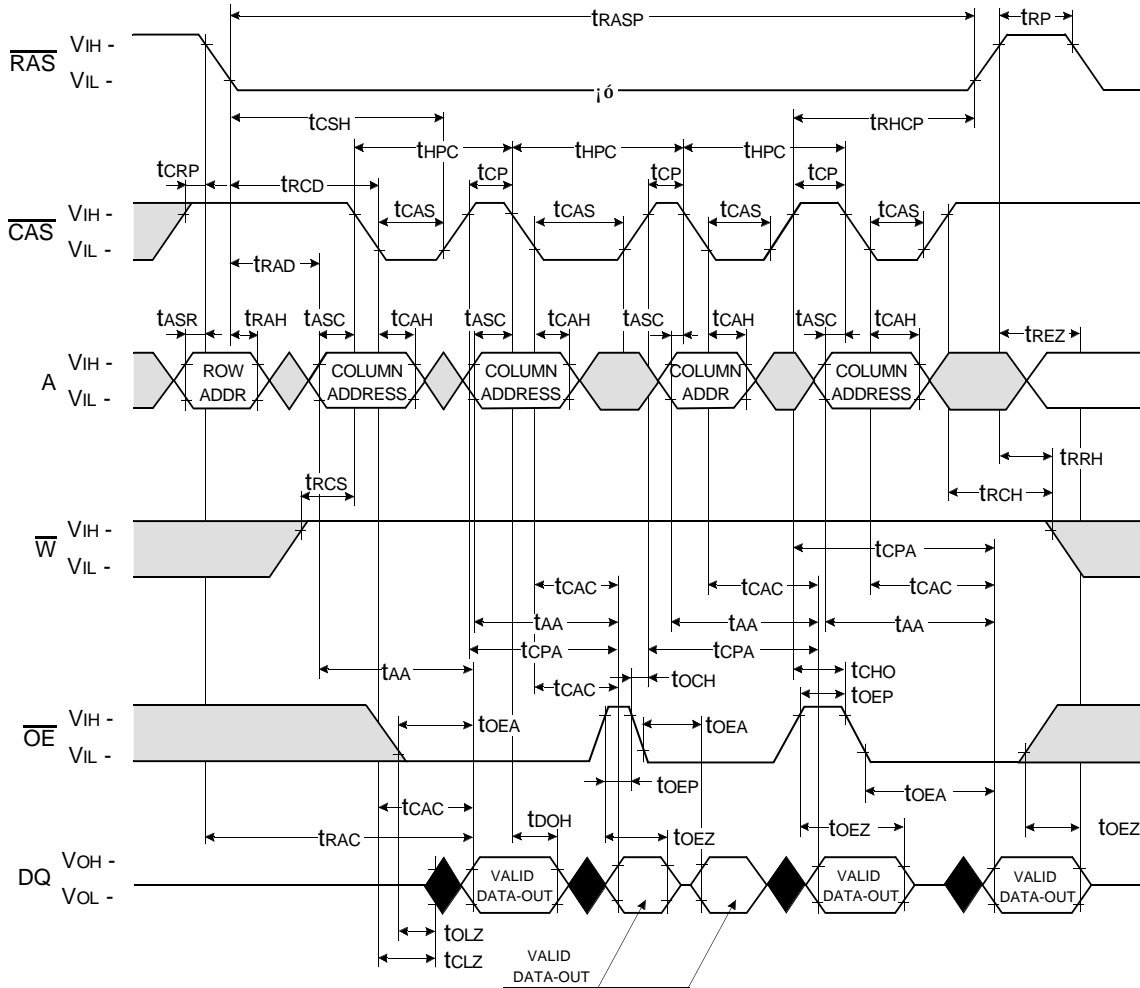 tRASP
tRP
RAS
VIH -
VIL -
¡ó
tCSH
tRHCP
tHPC
tHPC
tHPC
tCRP
tRCD
tCP
tCP
tCP
CAS
VIH -
VIL -
tCAS
tCAS
tCAS
tCAS
tRAD
tASR
tRAH
tASC
tCAH
tASC
tCAH
tASC
tCAH
tASC
tCAH
tREZ
A
VIH -
VIL -
ROW
ADDR
COLUMN
ADDRESS
COLUMN
ADDRESS
COLUMN
ADDR
COLUMN
ADDRESS
tRRH
tRCS
tRCH
W
VIH -
VIL -
tCPA
tCAC
tCAC
tCAC
tAA
tAA
tAA
tCPA
tCPA
tAA
tCHO
tCAC
tOCH
tOEP
OE
VIH -
VIL -
tOEA
tOEA
tOEP
tOEA
tCAC
tDOH
tRAC
tOEZ
tOEZ
tOEZ
DQ
VOH -
VOL -
VALID
DATA-OUT
VALID
DATA-OUT
VALID
DATA-OUT
tOLZ
tCLZ
VALID
DATA-OUT